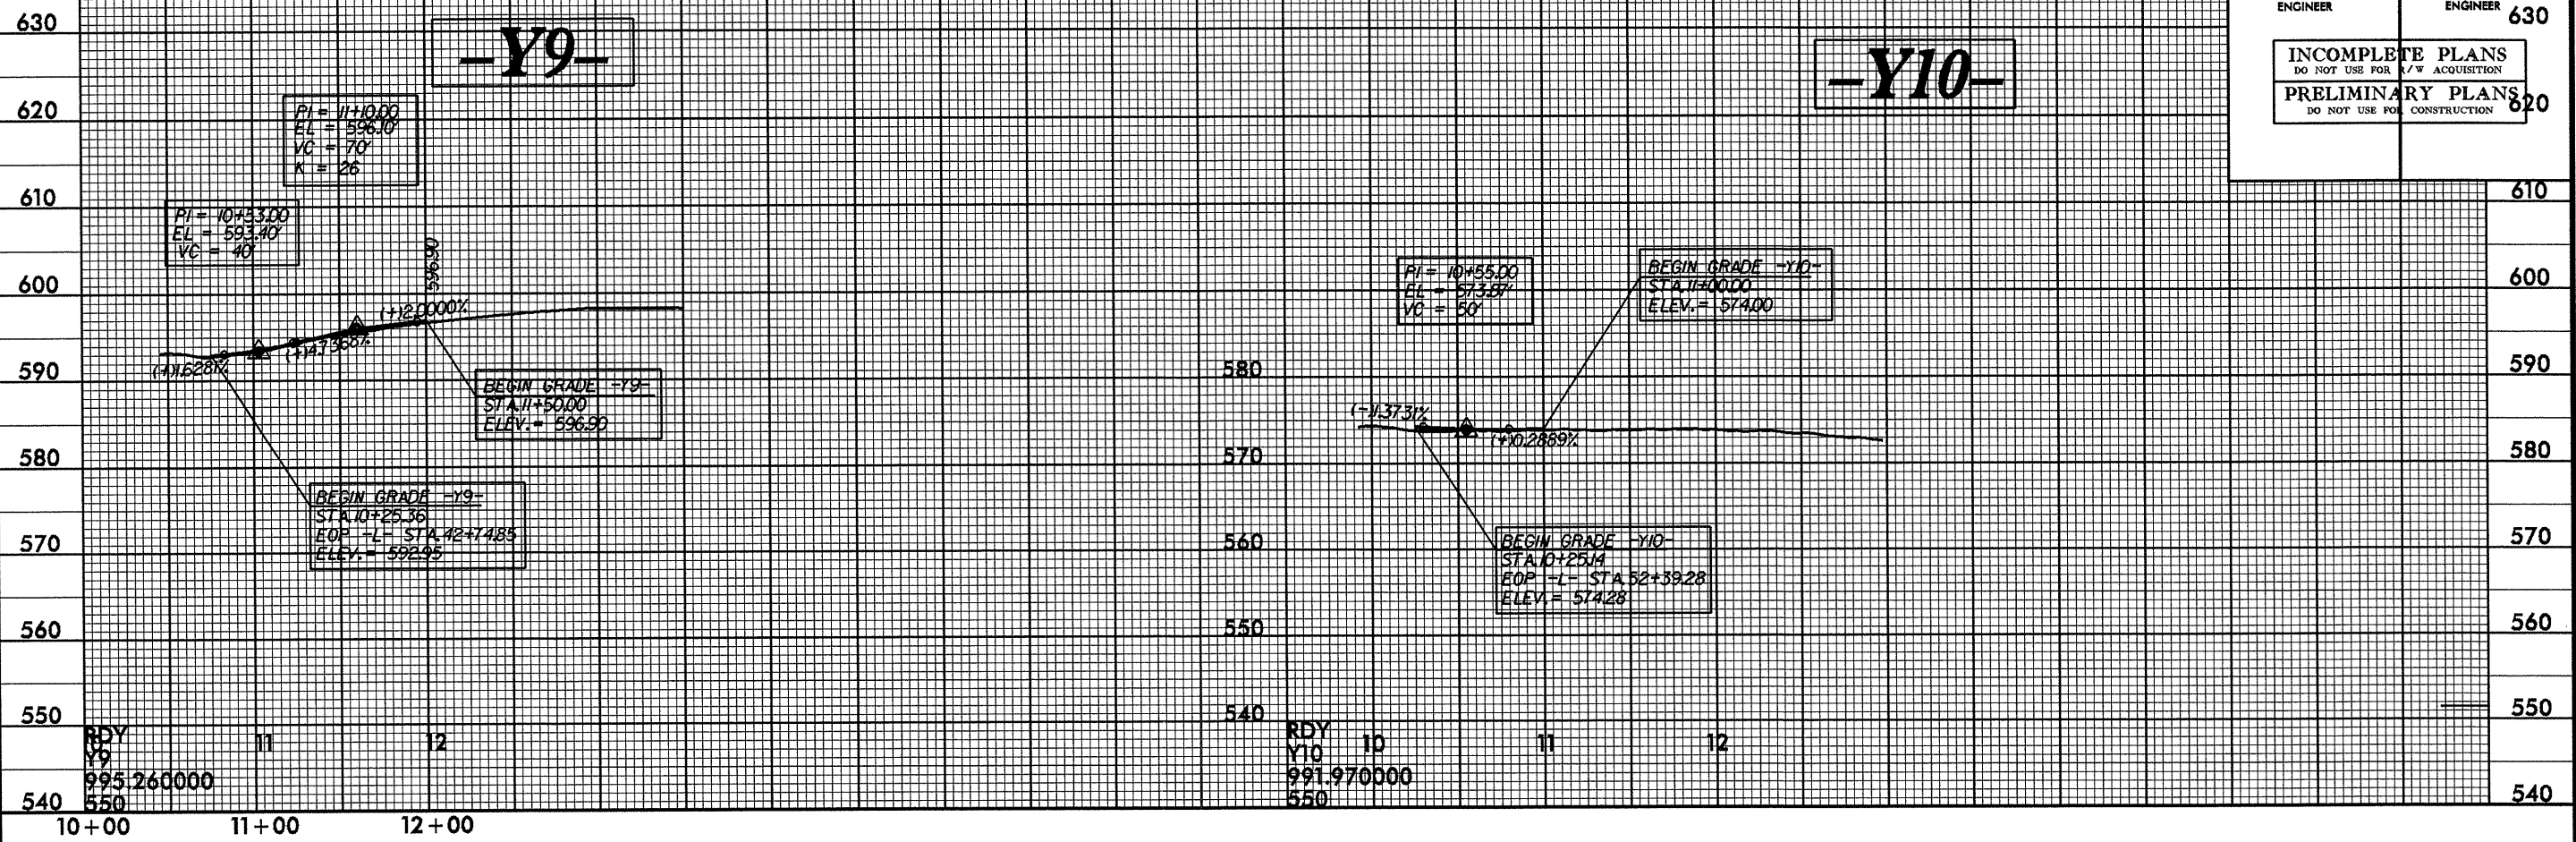 ENGINEER
ENGINEER
INCOMPLETE PLANS
DO NOT USE FOR R/W ACQUISITION
PRELIMINARY PLANS
DO NOT USE FOR CONSTRUCTION
630
620
610
600
590
580
570
560
550
540
-Y9-
PI = 11+10.00
EL = 596.10'
VC = 70'
K = 26
PI = 10+53.00
EL = 593.40'
VC = 40'
596.90
(+)2.0000%
(+)4.7368%
(+)1.6281%
BEGIN GRADE -Y9-
STA.11+50.00
ELEV.= 596.90
BEGIN GRADE -Y9-
STA.10+25.36
EOP -L- STA.42+74.85
ELEV.= 592.95
RDY
Y9
995.260000
550
11
12
10+00
11+00
12+00
-Y10-
PI = 10+55.00
EL = 573.87'
VC = 50'
BEGIN GRADE -Y10-
STA.11+00.00
ELEV.= 574.00
(-)1.3731%
(+)0.2889%
BEGIN GRADE -Y10-
STA.10+25.14
EOP -L- STA.52+39.28
ELEV.= 574.28
580
570
560
550
540
RDY
Y10
991.970000
550
10
11
12
630
620
610
600
590
580
570
560
550
540